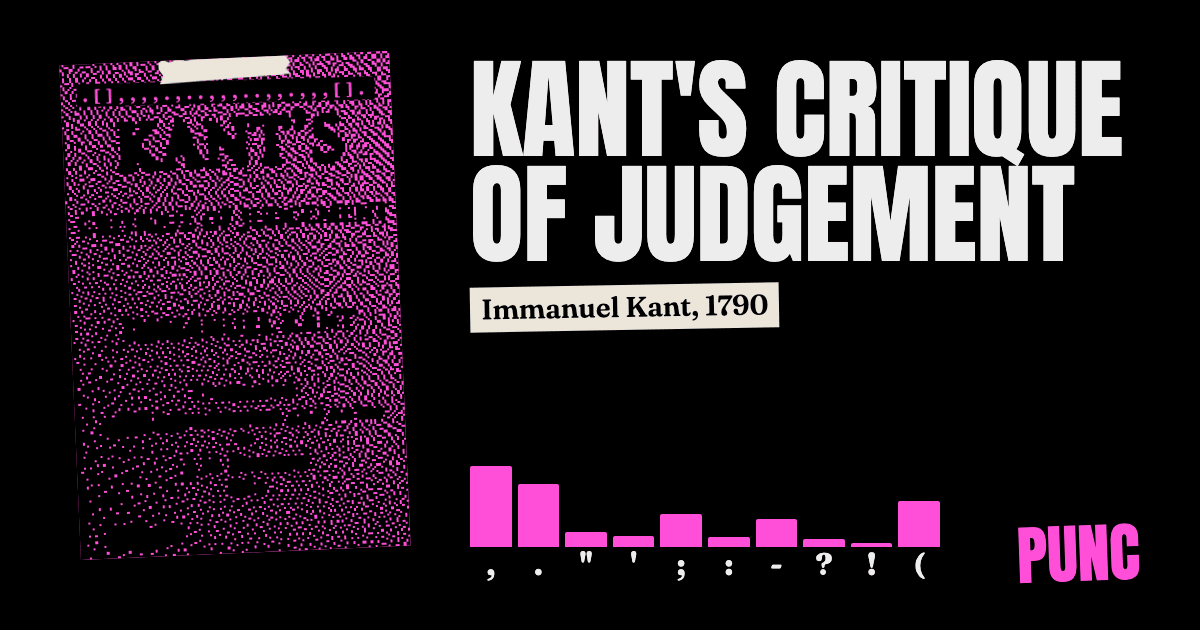 .[],,,,.,..,,..,.,,,[].
KANT'S
KANT'S CRITIQUE
OF JUDGEMENT
Immanuel Kant, 1790
, . " ' ; : - ? ! (
PUNC